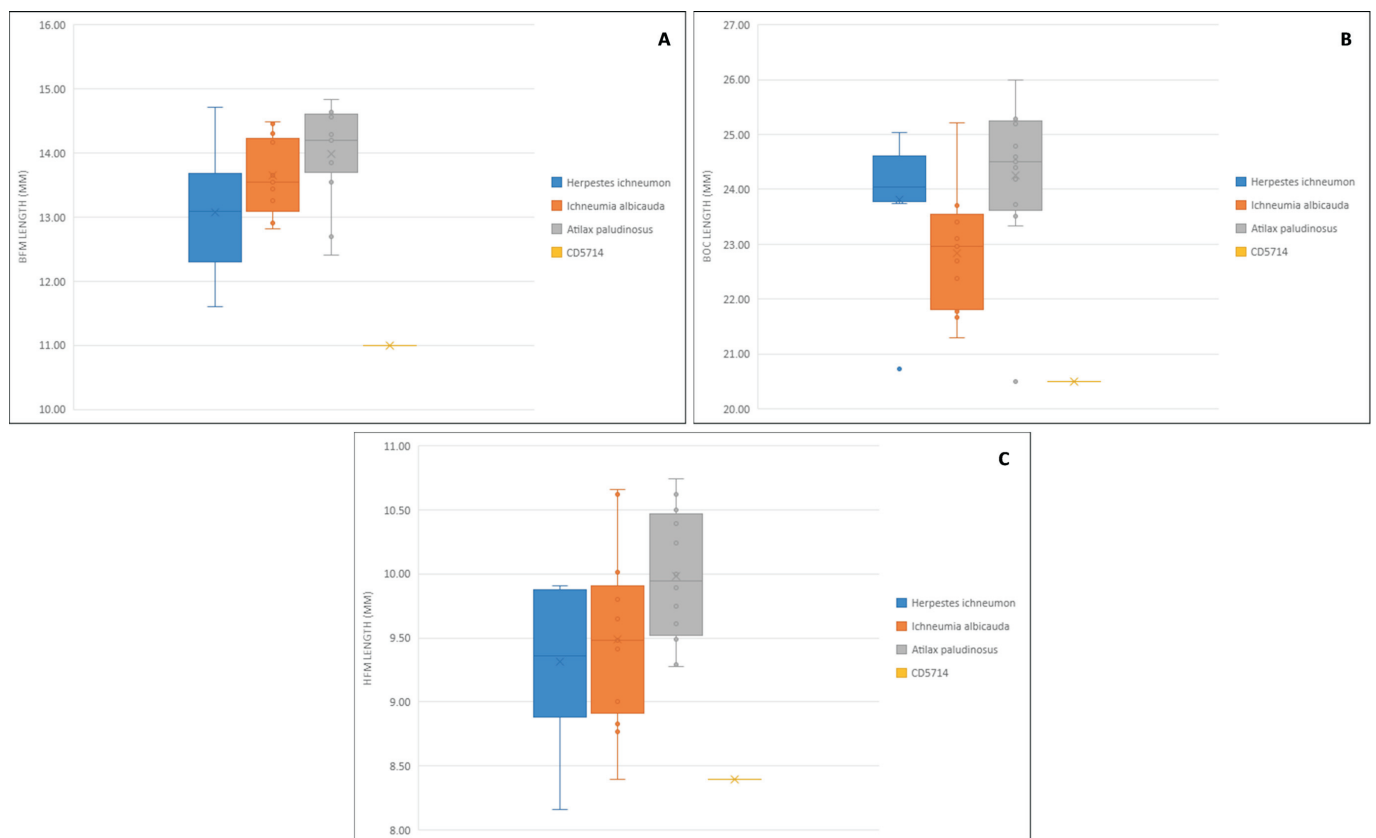 A
BFM LENGTH (MM)
16.00
15.00
14.00
13.00
12.00
11.00
10.00
Herpestes ichneumon
Ichneumia albicauda
Atilax paludinosus
CD5714
B
BOC LENGTH (MM)
27.00
26.00
25.00
24.00
23.00
22.00
21.00
20.00
Herpestes ichneumon
Ichneumia albicauda
Atilax paludinosus
CD5714
C
HFM LENGTH (MM)
11.00
10.50
10.00
9.50
9.00
8.50
8.00
Herpestes ichneumon
Ichneumia albicauda
Atilax paludinosus
CD5714